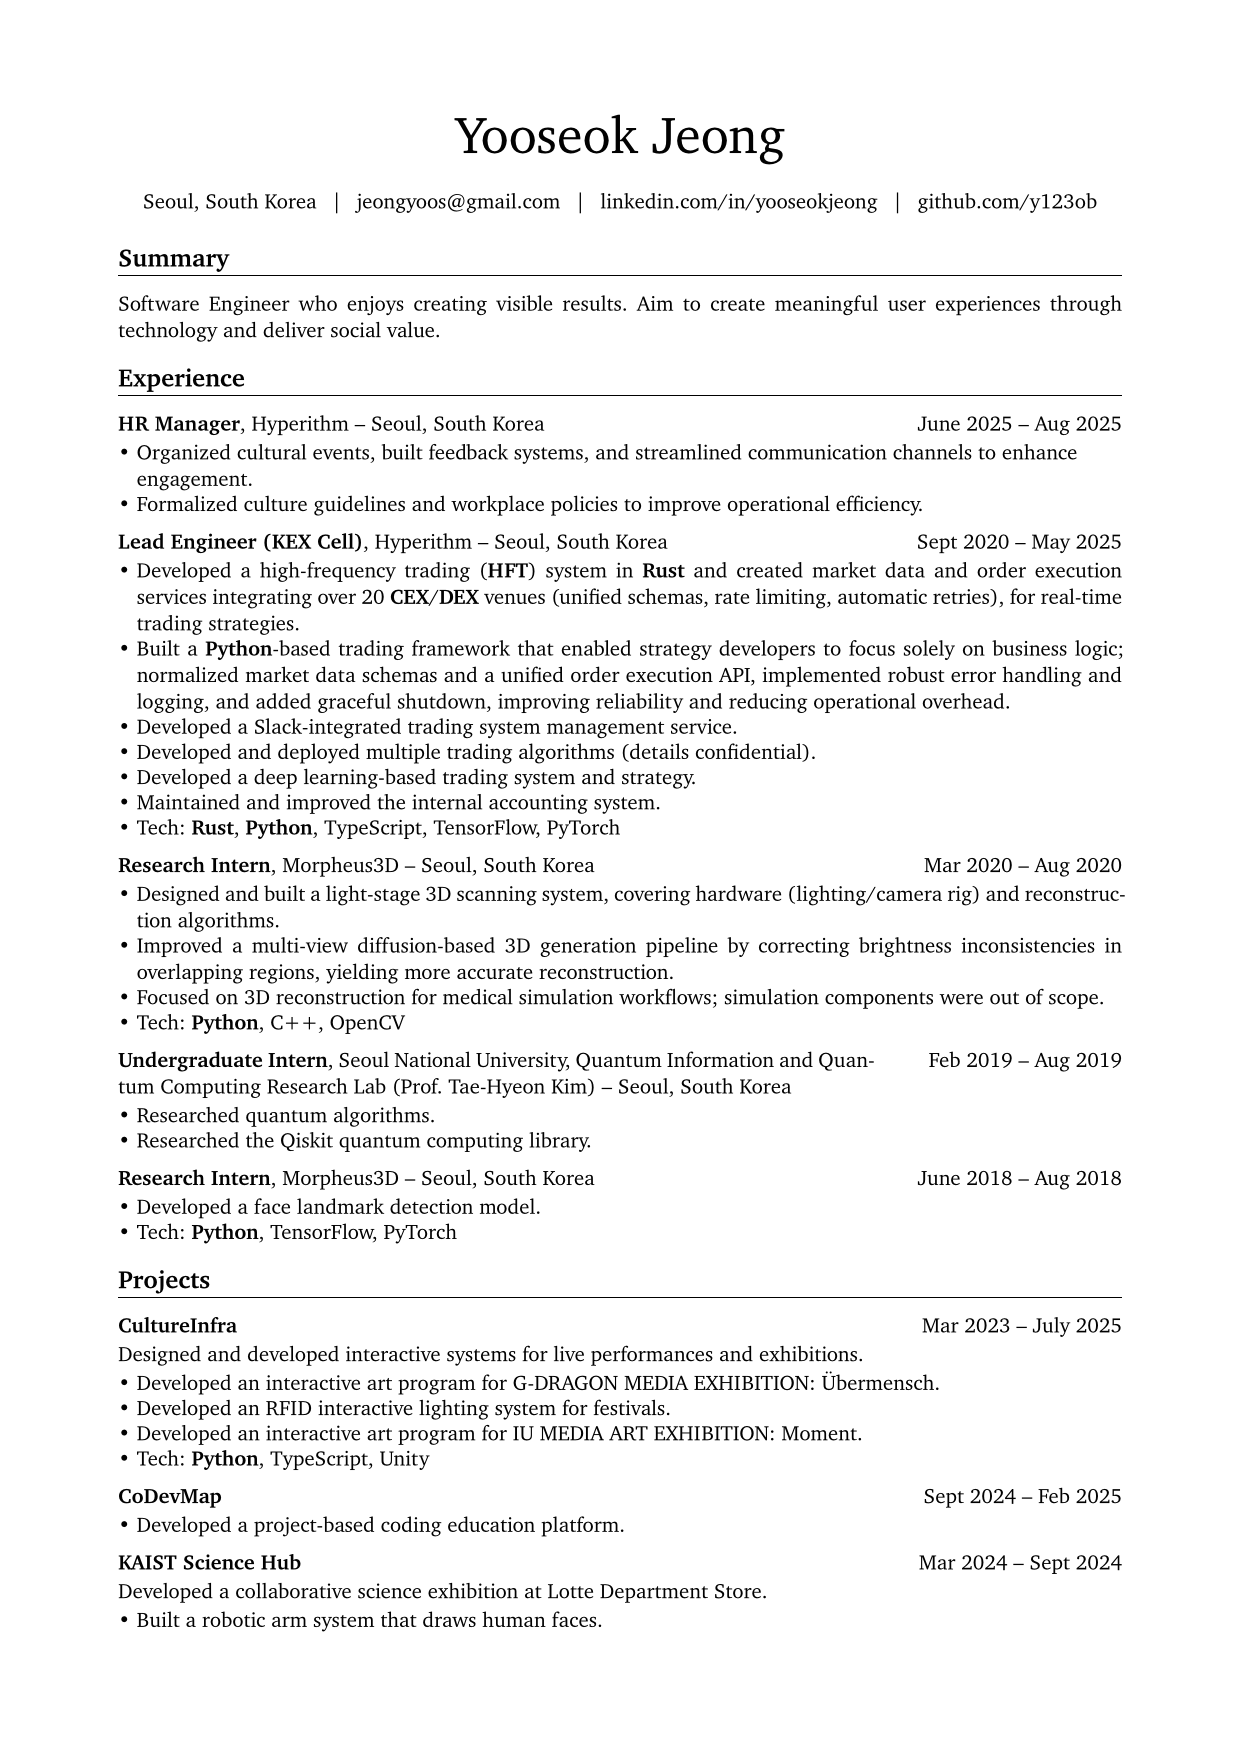 Yooseok Jeong
Seoul, South Korea | jeongyoos@gmail.com | linkedin.com/in/yooseokjeong | github.com/y123ob
Summary
Software Engineer who enjoys creating visible results. Aim to create meaningful user experiences through
technology and deliver social value.
Experience
HR Manager, Hyperithm – Seoul, South Korea June 2025 – Aug 2025
• Organized cultural events, built feedback systems, and streamlined communication channels to enhance
engagement.
• Formalized culture guidelines and workplace policies to improve operational efficiency.
Lead Engineer (KEX Cell), Hyperithm – Seoul, South Korea Sept 2020 – May 2025
• Developed a high-frequency trading (HFT) system in Rust and created market data and order execution
services integrating over 20 CEX/DEX venues (unified schemas, rate limiting, automatic retries), for real-time
trading strategies.
• Built a Python-based trading framework that enabled strategy developers to focus solely on business logic;
normalized market data schemas and a unified order execution API, implemented robust error handling and
logging, and added graceful shutdown, improving reliability and reducing operational overhead.
• Developed a Slack-integrated trading system management service.
• Developed and deployed multiple trading algorithms (details confidential).
• Developed a deep learning-based trading system and strategy.
• Maintained and improved the internal accounting system.
• Tech: Rust, Python, TypeScript, TensorFlow, PyTorch
Research Intern, Morpheus3D – Seoul, South Korea Mar 2020 – Aug 2020
• Designed and built a light-stage 3D scanning system, covering hardware (lighting/camera rig) and reconstruc-
tion algorithms.
• Improved a multi-view diffusion-based 3D generation pipeline by correcting brightness inconsistencies in
overlapping regions, yielding more accurate reconstruction.
• Focused on 3D reconstruction for medical simulation workflows; simulation components were out of scope.
• Tech: Python, C++, OpenCV
Undergraduate Intern, Seoul National University, Quantum Information and Quan- Feb 2019 – Aug 2019
tum Computing Research Lab (Prof. Tae-Hyeon Kim) – Seoul, South Korea
• Researched quantum algorithms.
• Researched the Qiskit quantum computing library.
Research Intern, Morpheus3D – Seoul, South Korea June 2018 – Aug 2018
• Developed a face landmark detection model.
• Tech: Python, TensorFlow, PyTorch
Projects
CultureInfra Mar 2023 – July 2025
Designed and developed interactive systems for live performances and exhibitions.
• Developed an interactive art program for G-DRAGON MEDIA EXHIBITION: Übermensch.
• Developed an RFID interactive lighting system for festivals.
• Developed an interactive art program for IU MEDIA ART EXHIBITION: Moment.
• Tech: Python, TypeScript, Unity
CoDevMap Sept 2024 – Feb 2025
• Developed a project-based coding education platform.
KAIST Science Hub Mar 2024 – Sept 2024
Developed a collaborative science exhibition at Lotte Department Store.
• Built a robotic arm system that draws human faces.